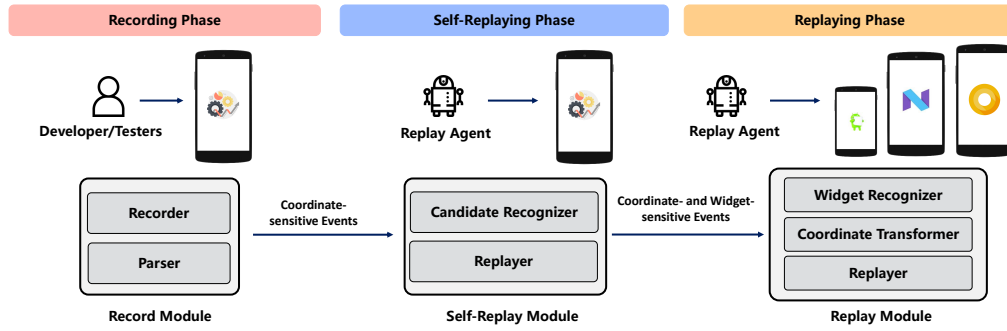 Recording Phase
Self-Replaying Phase
Replaying Phase
Developer/Testers
Replay Agent
Replay Agent
Recorder
Parser
Record Module
Coordinate-
sensitive Events
Candidate Recognizer
Replayer
Self-Replay Module
Coordinate- and Widget-
sensitive Events
Widget Recognizer
Coordinate Transformer
Replayer
Replay Module